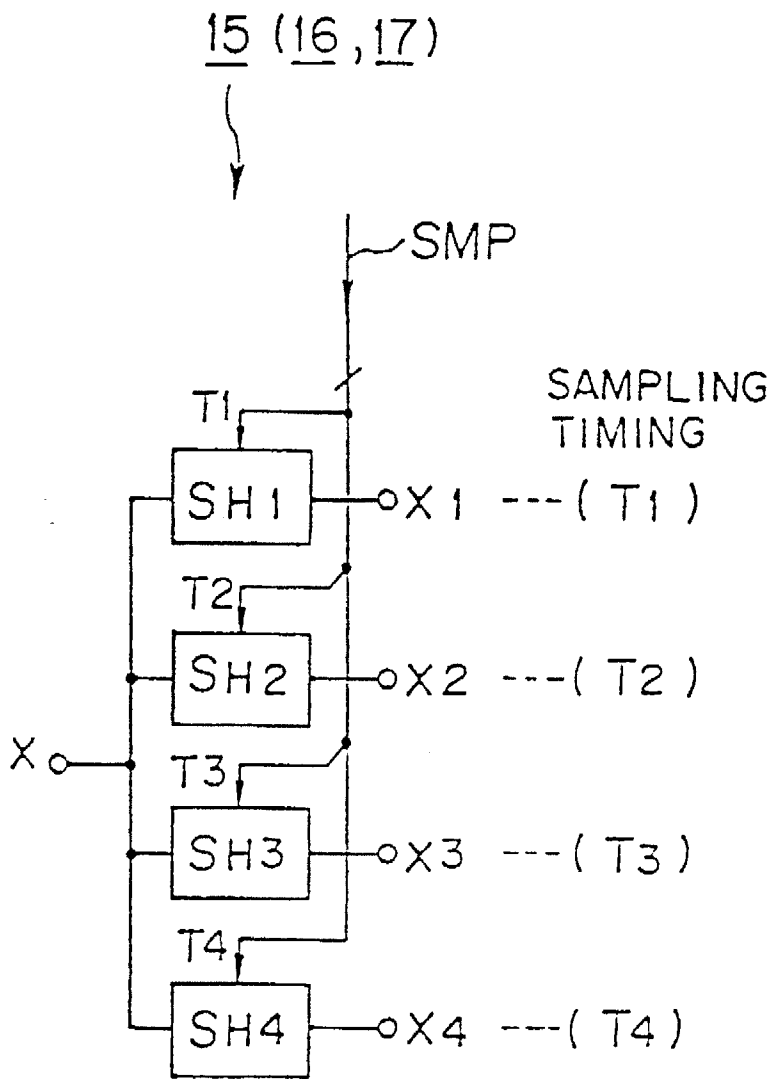 15 (16, 17)
SMP
SAMPLING
TIMING
T1
SH1 X1 ---( T1 )
T2
SH2 X2 ---( T2 )
X
T3
SH3 X3 ---( T3 )
T4
SH4 X4 ---( T4 )